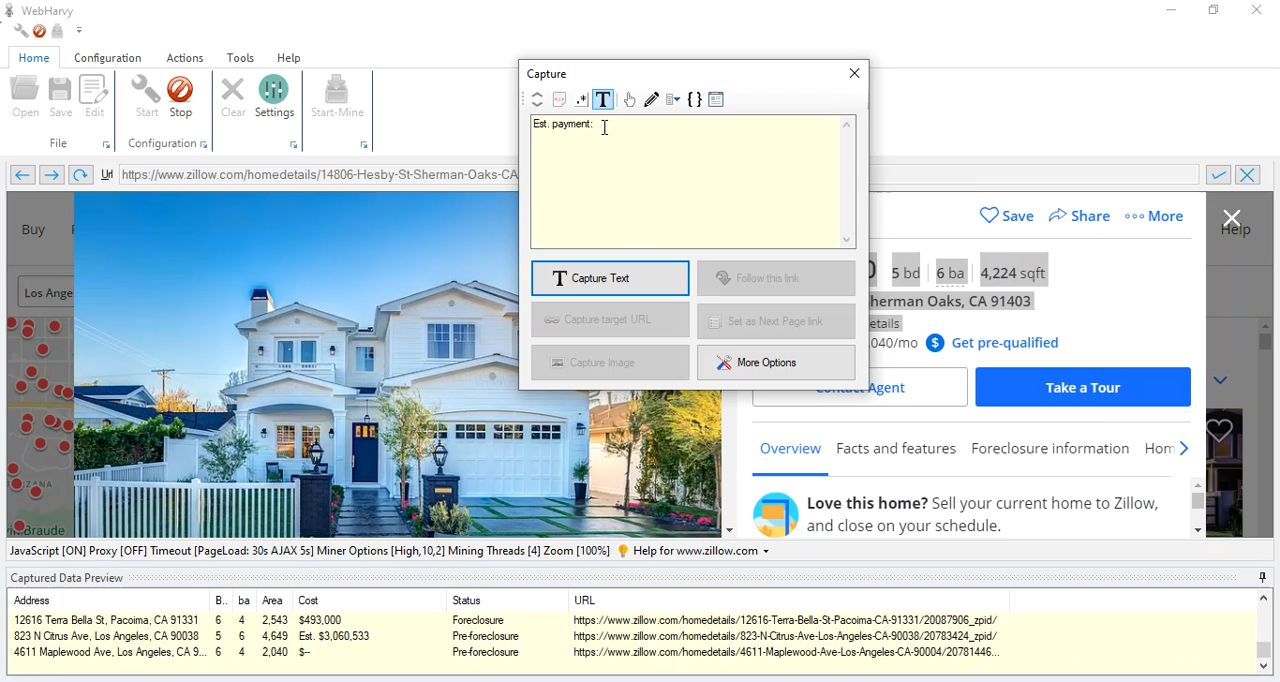 WebHarvy
Home Configuration Actions Tools Help
Open Save Edit Start Stop Clear Settings Start-Mine
File Configuration
Url https://www.zillow.com/homedetails/14806-Hesby-St-Sherman-Oaks-CA
Capture
T
Est. payment:
T Capture Text Follow this link
Capture target URL Set as Next Page link
Capture Image More Options
Buy Help
Los Ange
Save Share More
0 5 bd 6 ba 4,224 sqft
herman Oaks, CA 91403
etails
040/mo $ Get pre-qualified
Contact Agent Take a Tour
Overview Facts and features Foreclosure information Hom
Love this home? Sell your current home to Zillow,
and close on your schedule.
Braude
JavaScript [ON] Proxy [OFF] Timeout [PageLoad: 30s AJAX 5s] Miner Options [High,10,2] Mining Threads [4] Zoom [100%] Help for www.zillow.com
Captured Data Preview
Address B.. ba Area Cost Status URL
12616 Terra Bella St, Pacoima, CA 91331 6 4 2,543 $493,000 Foreclosure https://www.zillow.com/homedetails/12616-Terra-Bella-St-Pacoima-CA-91331/20087906_zpid/
823 N Citrus Ave, Los Angeles, CA 90038 5 6 4,649 Est. $3,060,533 Pre-foreclosure https://www.zillow.com/homedetails/823-N-Citrus-Ave-Los-Angeles-CA-90038/20783424_zpid/
4611 Maplewood Ave, Los Angeles, CA 9... 6 4 2,040 $-- Pre-foreclosure https://www.zillow.com/homedetails/4611-Maplewood-Ave-Los-Angeles-CA-90004/20781446...